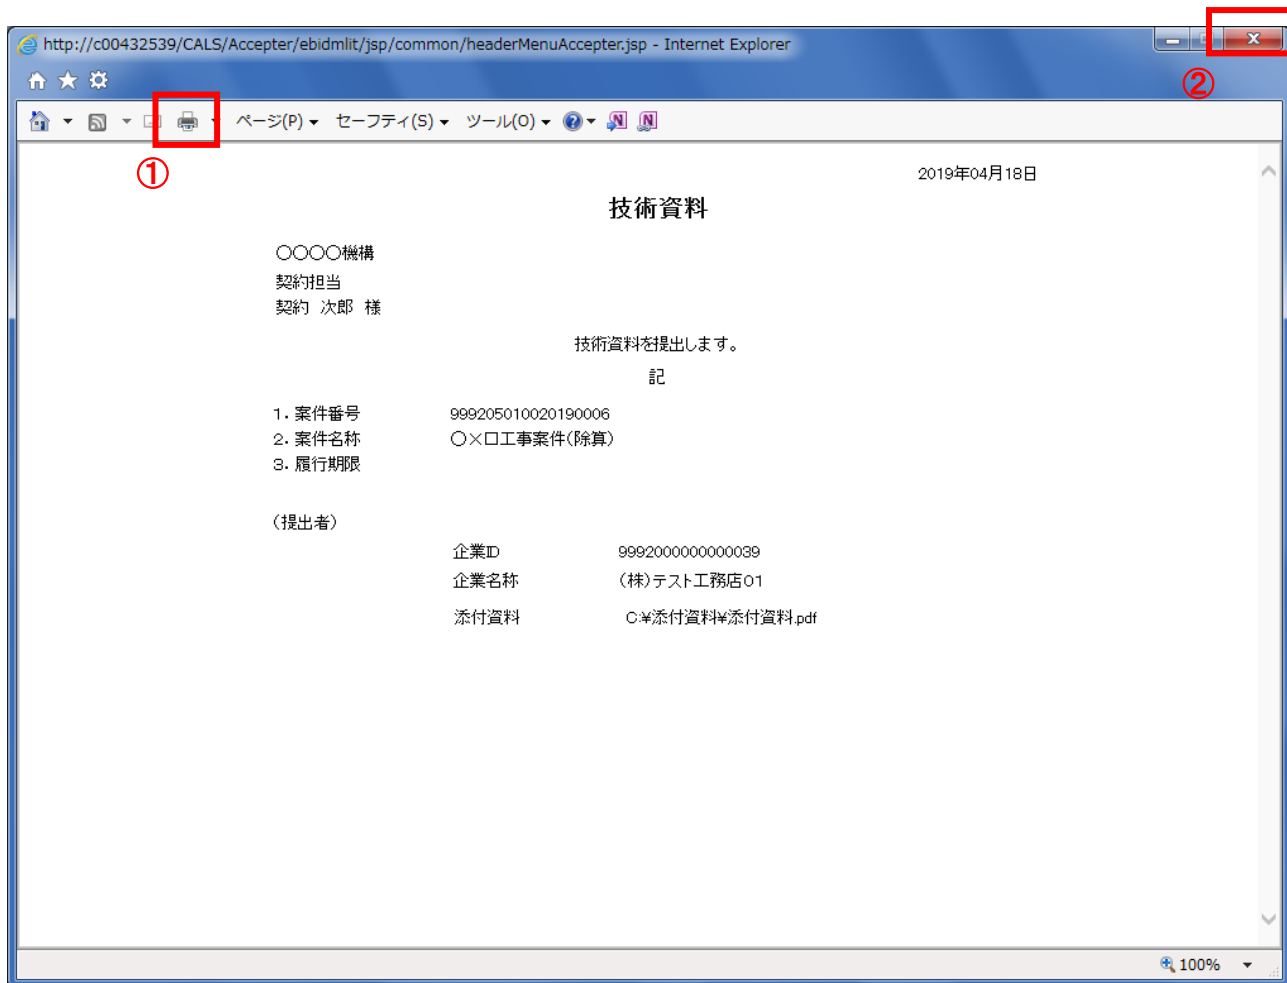 http://c00432539/CALS/Accepter/ebidmlit/jsp/common/headerMenuAccepter.jsp - Internet Explorer
②
ページ(P) セーフティ(S) ツール(O)
①
2019年04月18日
技術資料
〇〇〇〇機構
契約担当
契約 次郎 様
技術資料を提出します。
記
1. 案件番号 999205010020190006
2. 案件名称 〇×口工事案件(除算)
3. 履行期限
(提出者)
企業ID 9992000000000039
企業名称 (株)テスト工務店01
添付資料 C:¥添付資料¥添付資料.pdf
100%